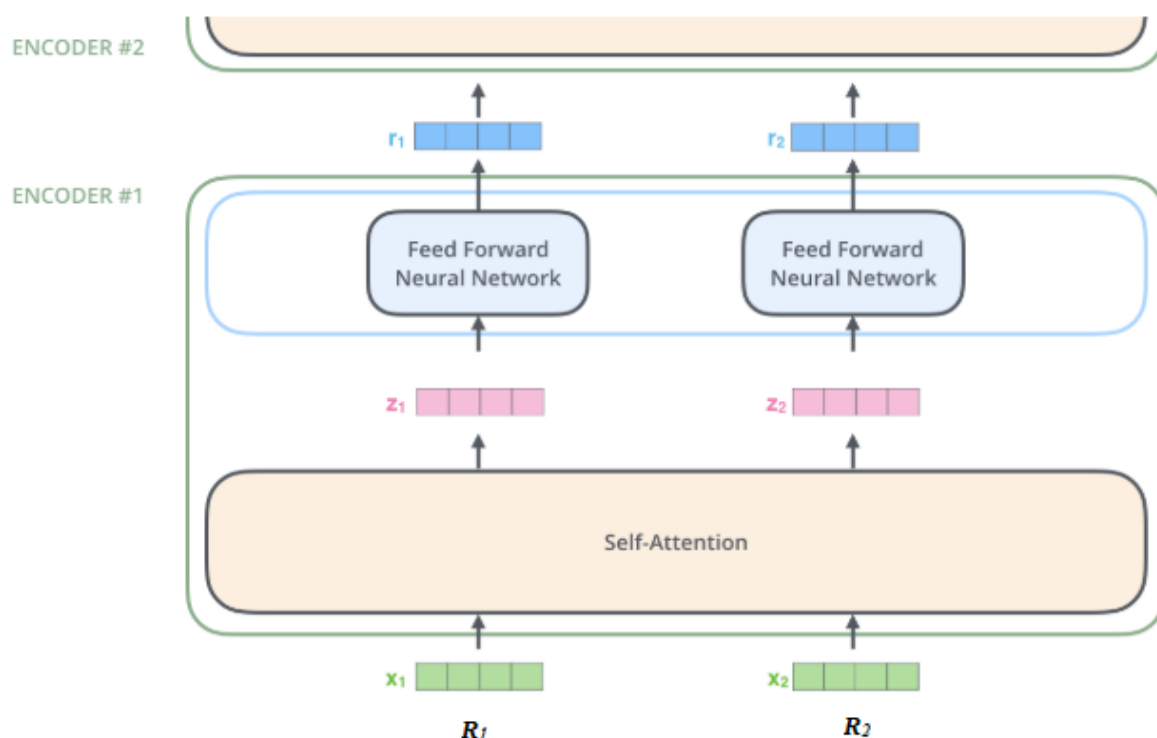 ENCODER #2
r₁
r₂
ENCODER #1
Feed Forward
Neural Network
Feed Forward
Neural Network
z₁
z₂
Self-Attention
x₁
x₂
R₁
R₂